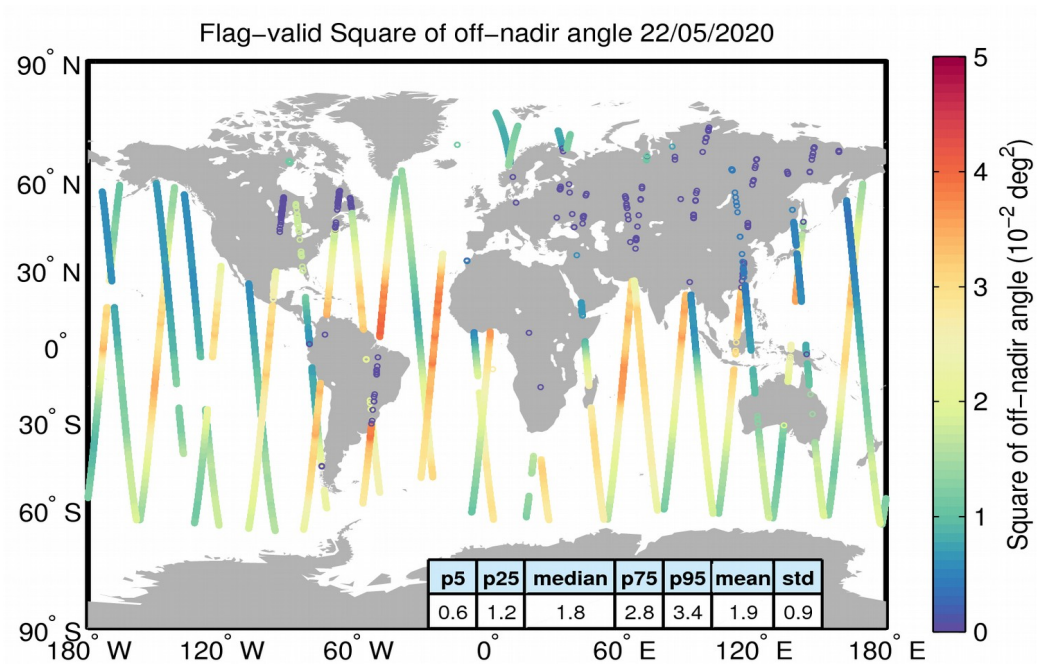 Flag−valid Square of off−nadir angle 22/05/2020
90° N
60° N
30° N
0°
30° S
60° S
90° S
180° W
120° W
60° W
0°
60° E
120° E
180° E
p5 p25 median p75 p95 mean std
0.6 1.2 1.8 2.8 3.4 1.9 0.9
5
4
3
2
1
0
Square of off−nadir angle (10⁻² deg²)